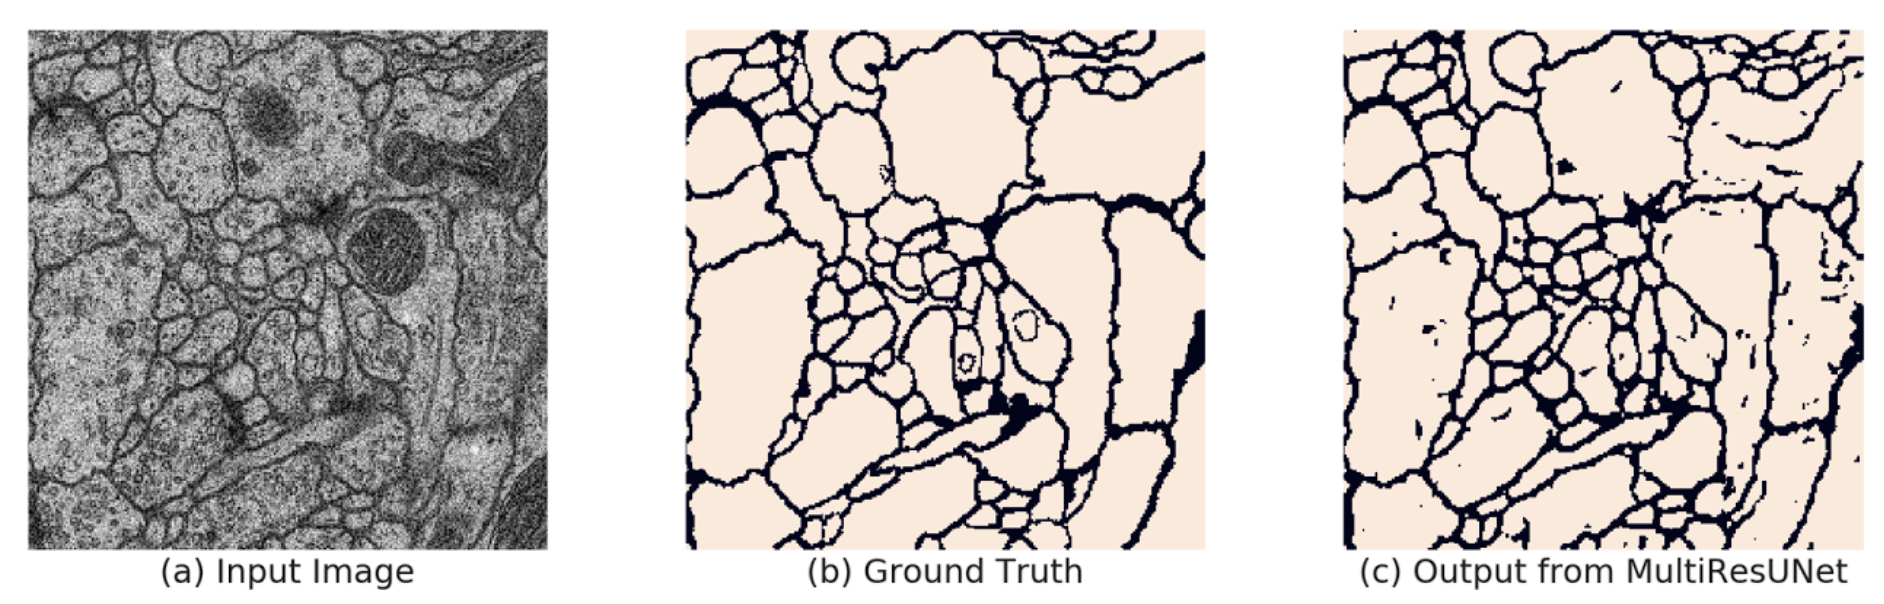 (a) Input Image
(b) Ground Truth
(c) Output from MultiResUNet